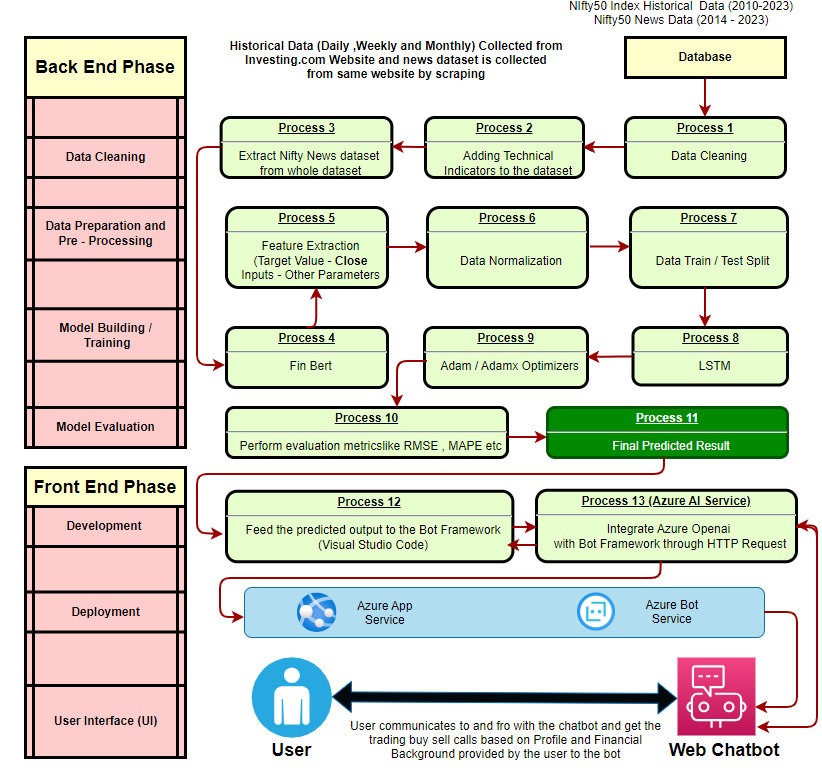 NIfty50 Index Historical Data (2010-2023)
Nifty50 News Data (2014 - 2023)
Historical Data (Daily ,Weekly and Monthly) Collected from
Investing.com Website and news dataset is collected
from same website by scraping
Database
Back End Phase
Data Cleaning
Data Preparation and
Pre - Processing
Model Building /
Training
Model Evaluation
Process 3
Extract Nifty News dataset
from whole dataset
Process 2
Adding Technical
Indicators to the dataset
Process 1
Data Cleaning
Process 5
Feature Extraction
(Target Value - Close
Inputs - Other Parameters
Process 6
Data Normalization
Process 7
Data Train / Test Split
Process 4
Fin Bert
Process 9
Adam / Adamx Optimizers
Process 8
LSTM
Process 10
Perform evaluation metricslike RMSE , MAPE etc
Process 11
Final Predicted Result
Front End Phase
Development
Deployment
User Interface (UI)
Process 12
Feed the predicted output to the Bot Framework
(Visual Studio Code)
Process 13 (Azure AI Service)
Integrate Azure Openai
with Bot Framework through HTTP Request
Azure App
Service
Azure Bot
Service
User communicates to and fro with the chatbot and get the
trading buy sell calls based on Profile and Financial
Background provided by the user to the bot
User
Web Chatbot